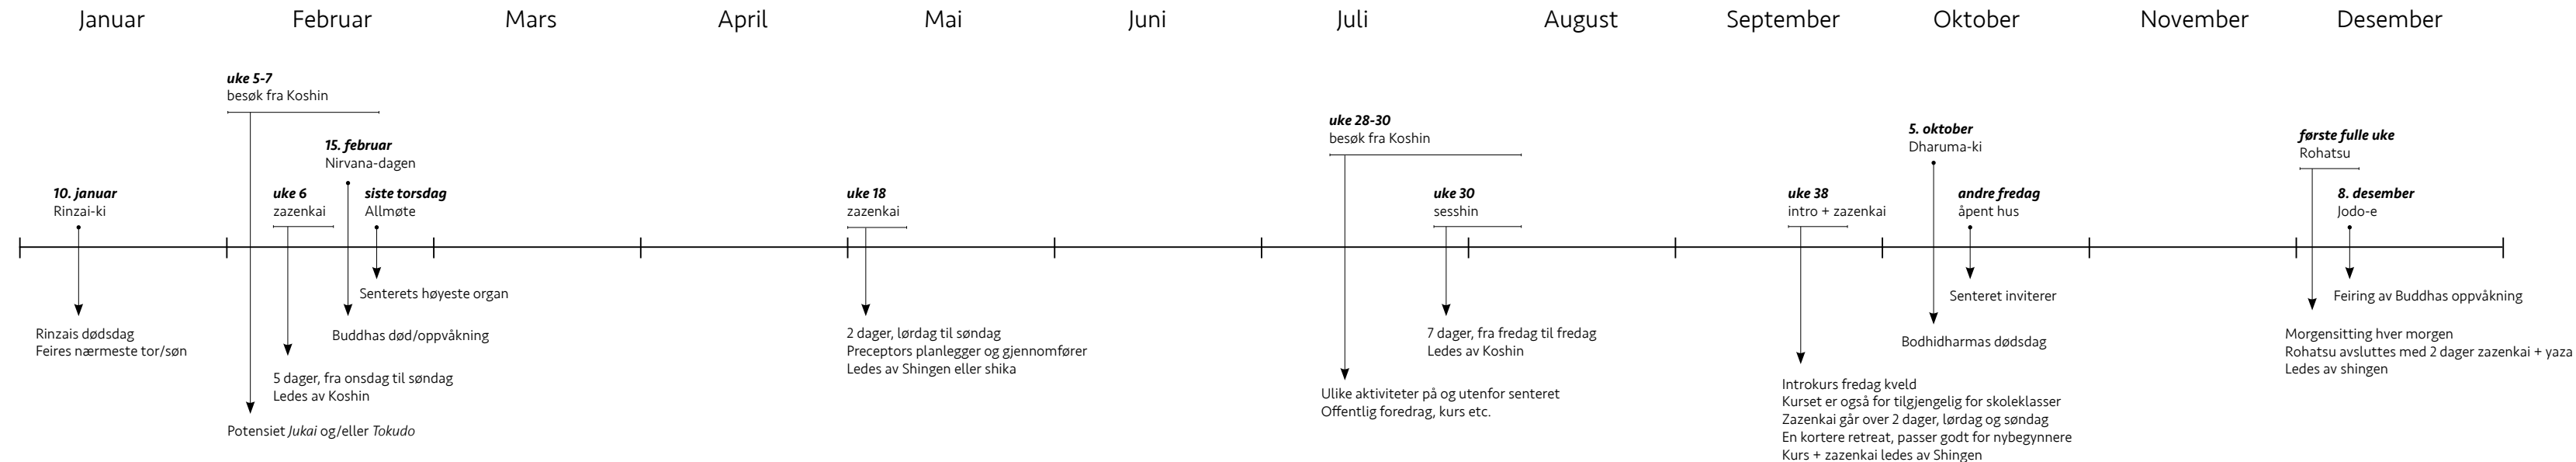 Januar
Februar
Mars
April
Mai
Juni
Juli
August
September
Oktober
November
Desember
10. januar
Rinzai-ki
Rinzais dødsdag
Feires nærmeste tor/søn
uke 5-7
besøk fra Koshin
Potensiet Jukai og/eller Tokudo
uke 6
zazenkai
5 dager, fra onsdag til søndag
Ledes av Koshin
15. februar
Nirvana-dagen
Buddhas død/oppvåkning
siste torsdag
Allmøte
Senterets høyeste organ
uke 18
zazenkai
2 dager, lørdag til søndag
Preceptors planlegger og gjennomfører
Ledes av Shingen eller shika
uke 28-30
besøk fra Koshin
Ulike aktiviteter på og utenfor senteret
Offentlig foredrag, kurs etc.
uke 30
sesshin
7 dager, fra fredag til fredag
Ledes av Koshin
uke 38
intro + zazenkai
Introkurs fredag kveld
Kurset er også for tilgjengelig for skoleklasser
Zazenkai går over 2 dager, lørdag og søndag
En kortere retreat, passer godt for nybegynnere
Kurs + zazenkai ledes av Shingen
5. oktober
Dharuma-ki
Bodhidharmas dødsdag
andre fredag
åpent hus
Senteret inviterer
første fulle uke
Rohatsu
Morgensitting hver morgen
Rohatsu avsluttes med 2 dager zazenkai + yaza
Ledes av shingen
8. desember
Jodo-e
Feiring av Buddhas oppvåkning